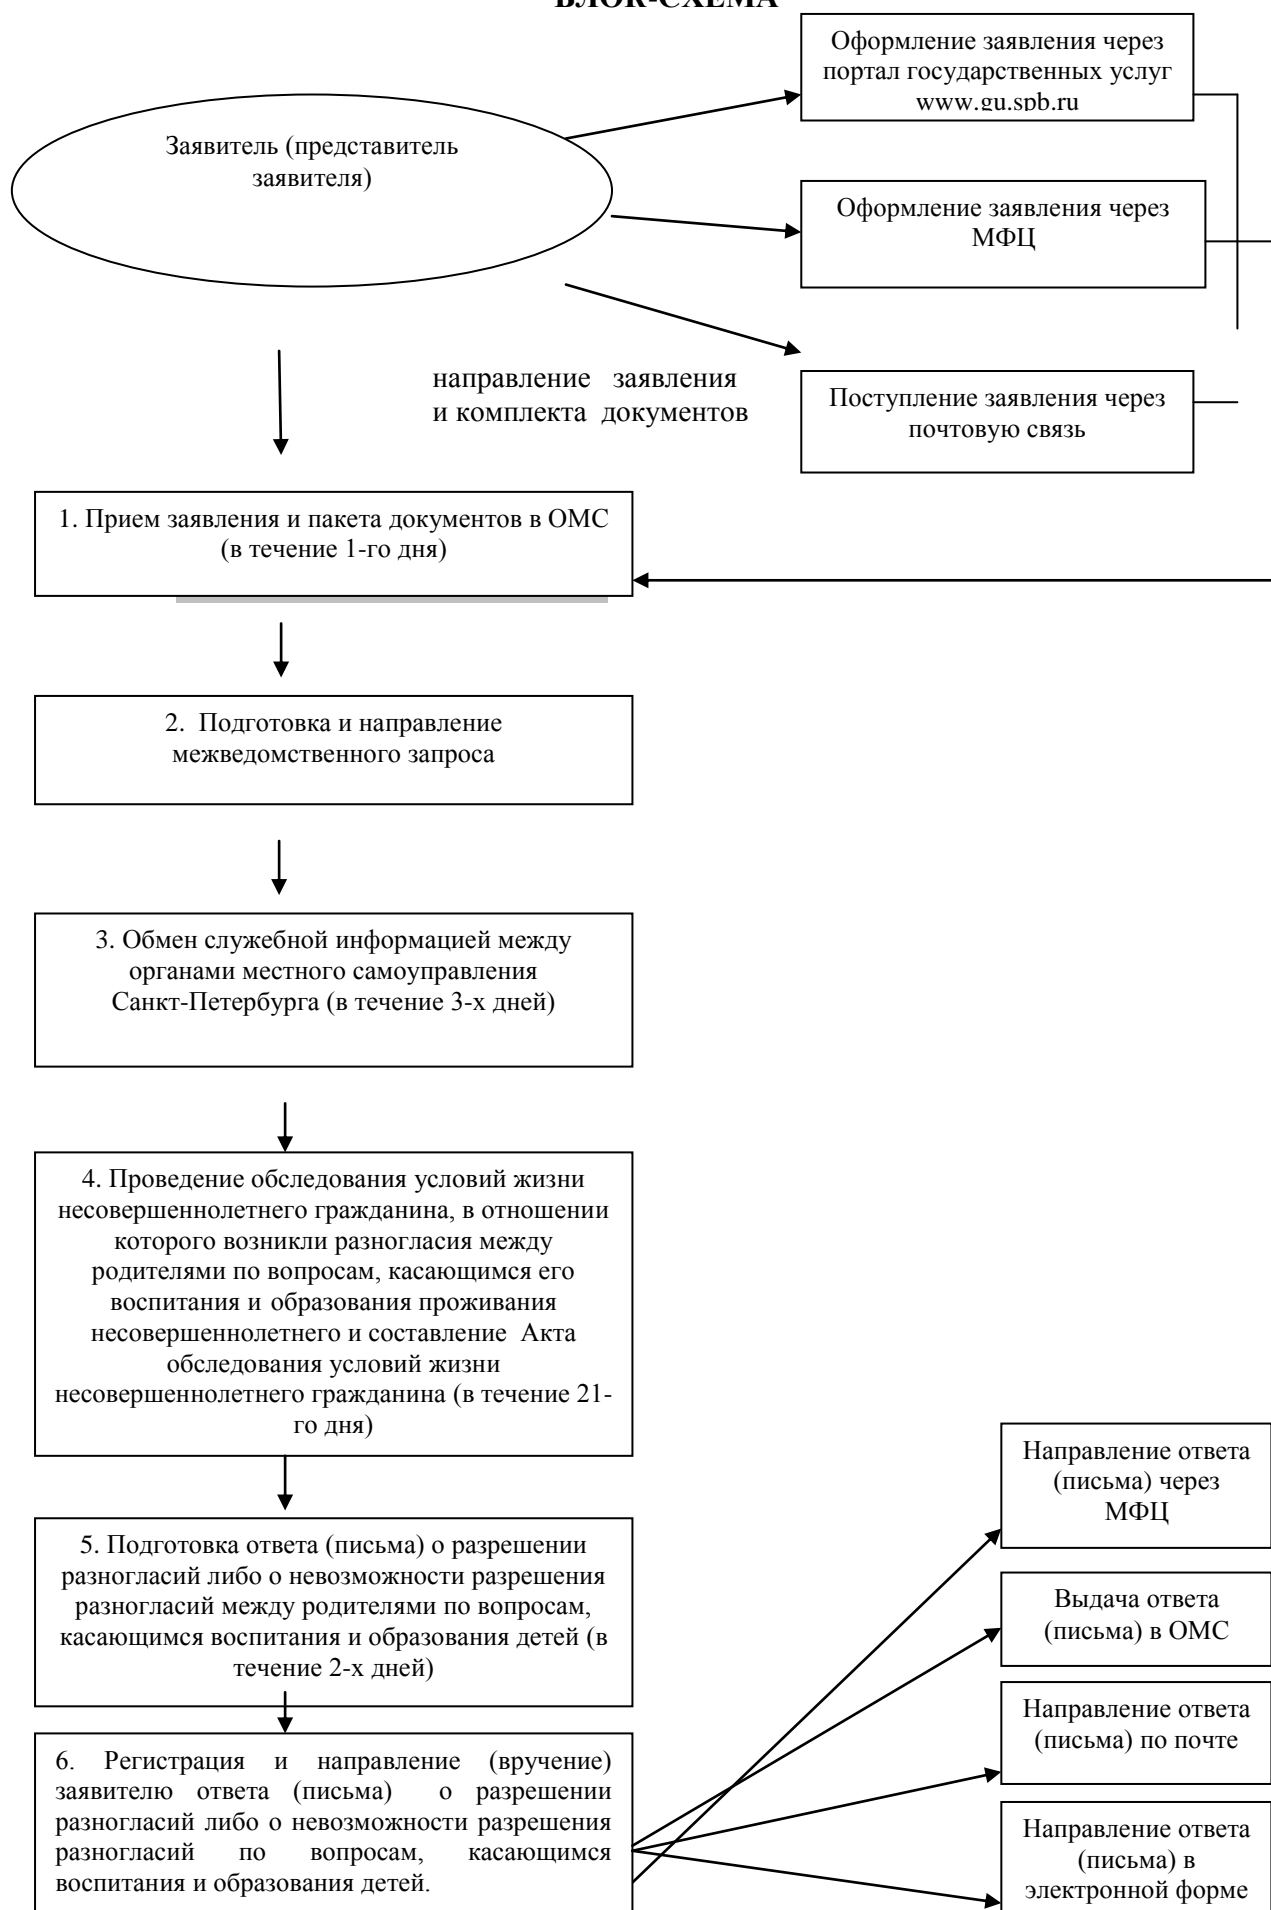 БЛОК-СХЕМА
Оформление заявления через
портал государственных услуг
www.gu.spb.ru
Заявитель (представитель
заявителя)
Оформление заявления через
МФЦ
направление заявления
и комплекта документов
Поступление заявления через
почтовую связь
1. Прием заявления и пакета документов в ОМС
(в течение 1-го дня)
2. Подготовка и направление
межведомственного запроса
3. Обмен служебной информацией между
органами местного самоуправления
Санкт-Петербурга (в течение 3-х дней)
4. Проведение обследования условий жизни
несовершеннолетнего гражданина, в отношении
которого возникли разногласия между
родителями по вопросам, касающимся его
воспитания и образования проживания
несовершеннолетнего и составление Акта
обследования условий жизни
несовершеннолетнего гражданина (в течение 21-
го дня)
5. Подготовка ответа (письма) о разрешении
разногласий либо о невозможности разрешения
разногласий между родителями по вопросам,
касающимся воспитания и образования детей (в
течение 2-х дней)
6. Регистрация и направление (вручение)
заявителю ответа (письма) о разрешении
разногласий либо о невозможности разрешения
разногласий по вопросам, касающимся
воспитания и образования детей.
Направление ответа
(письма) через
МФЦ
Выдача ответа
(письма) в ОМС
Направление ответа
(письма) по почте
Направление ответа
(письма) в
электронной форме